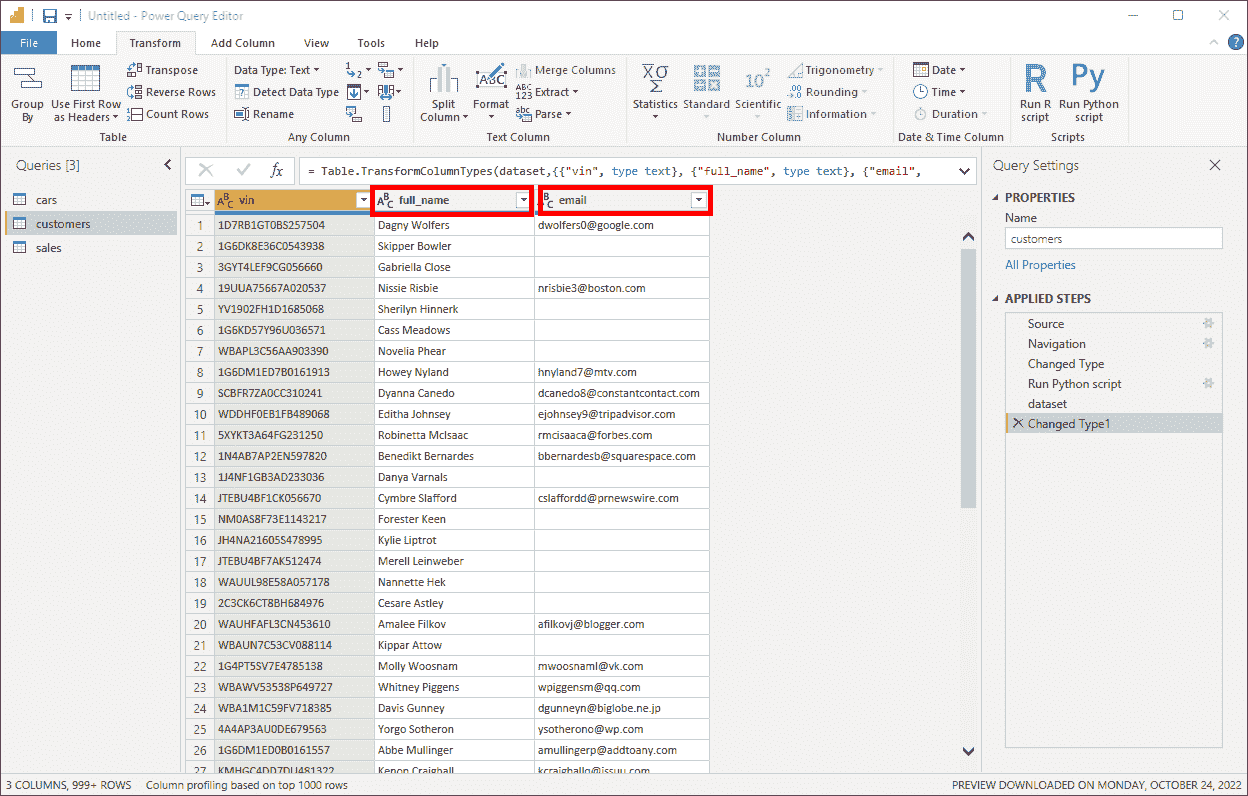 Untitled - Power Query Editor
File Home Transform Add Column View Tools Help
Group By
Use First Row as Headers
Transpose
Reverse Rows
Count Rows
Table
Data Type: Text
Detect Data Type
Rename
Any Column
Split Column
Format
Merge Columns
Extract
Parse
Text Column
Statistics
Standard
Scientific
Trigonometry
Rounding
Information
Number Column
Date
Time
Duration
Date & Time Column
Run R script
Run Python script
Scripts
Queries [3]
cars
customers
sales
= Table.TransformColumnTypes(dataset,{{"vin", type text}, {"full_name", type text}, {"email",
vin full_name email
1 1D7RB1GT0BS257504 Dagny Wolfers dwolfers0@google.com
2 1G6DK8E36C0543938 Skipper Bowler
3 3GYT4LEF9CG056660 Gabriella Close
4 19UUA75667A020537 Nissie Risbie nrisbie3@boston.com
5 YV1902FH1D1685068 Sherilyn Hinnerk
6 1G6KD57Y96U036571 Cass Meadows
7 WBAPL3C56AA903390 Novelia Phear
8 1G6DM1ED7B0161913 Howey Nyland hnyland7@mtv.com
9 SCBFR7ZA0CC310241 Dyanna Canedo dcanedo8@constantcontact.com
10 WDDHF0EB1FB489068 Editha Johnsey ejohnsey9@tripadvisor.com
11 5XYKT3A64FG231250 Robinetta McIsaac rmcisaaca@forbes.com
12 1N4AB7AP2EN597820 Benedikt Bernardes bbernardesb@squarespace.com
13 1J4NF1GB3AD233036 Danya Varnals
14 JTEBU4BF1CK056670 Cymbre Slafford cslaffordd@prnewswire.com
15 NM0AS8F73E1143217 Forester Keen
16 JH4NA21605S478995 Kylie Liptrot
17 JTEBU4BF7AK512474 Merell Leinweber
18 WAUUL98E58A057178 Nannette Hek
19 2C3CK6CT8BH684976 Cesare Astley
20 WAUHFAFL3CN453610 Amalee Filkov afilkovj@blogger.com
21 WBAUN7C53CV088114 Kippar Attow
22 1G4PT5SV7E4785138 Molly Woosnam mwoosnaml@vk.com
23 WBAWV53538P649727 Whitney Piggens wpiggensm@qq.com
24 WBA1M1C59FV718385 Davis Gunney dgunneyn@biglobe.ne.jp
25 4A4AP3AU0DE679563 Yorgo Sotheron ysotherono@wp.com
26 1G6DM1ED0B0161557 Abbe Mullinger amullingerp@addtoany.com
27 KMHGC4DD7DU481322 Kenon Craighall kcraighallq@issuu.com
Query Settings
PROPERTIES
Name
customers
All Properties
APPLIED STEPS
Source
Navigation
Changed Type
Run Python script
dataset
Changed Type1
3 COLUMNS, 999+ ROWS Column profiling based on top 1000 rows
PREVIEW DOWNLOADED ON MONDAY, OCTOBER 24, 2022